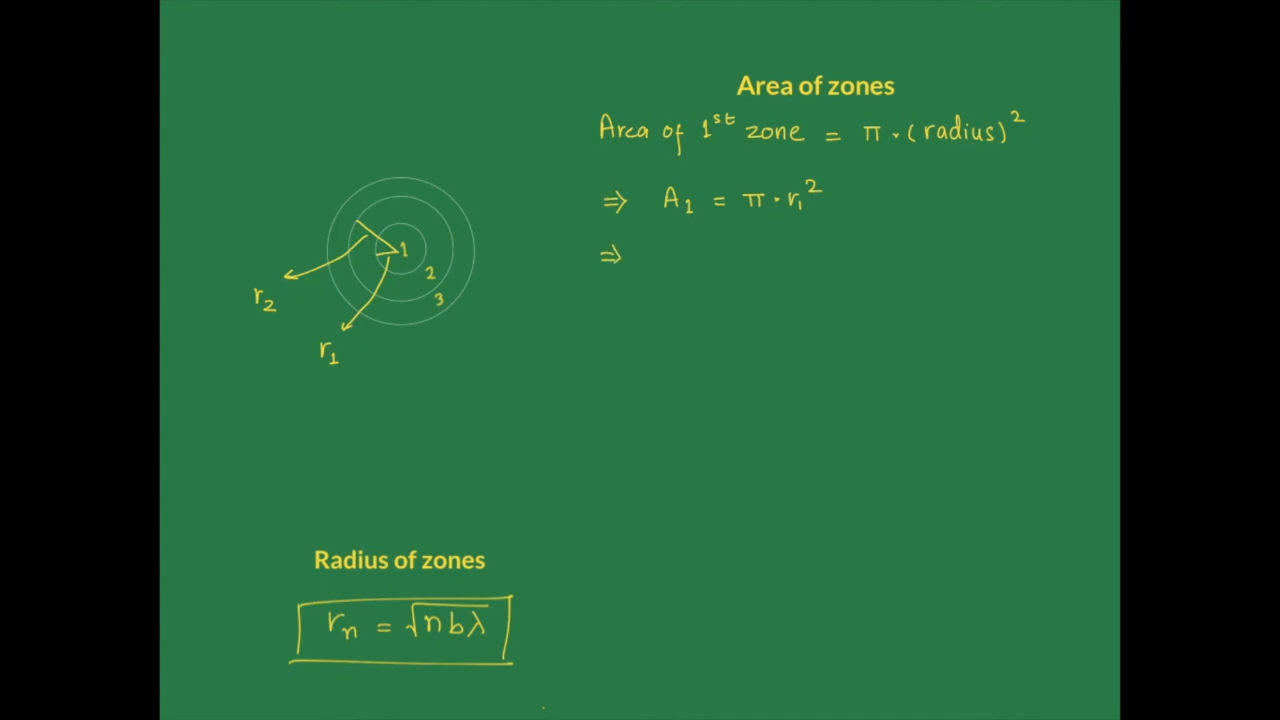 Area of zones
Area of 1st zone = π · (radius)²
⇒ A₁ = π · r₁²
⇒
1
2
3
r₂
r₁
Radius of zones
rₙ = √nbλ